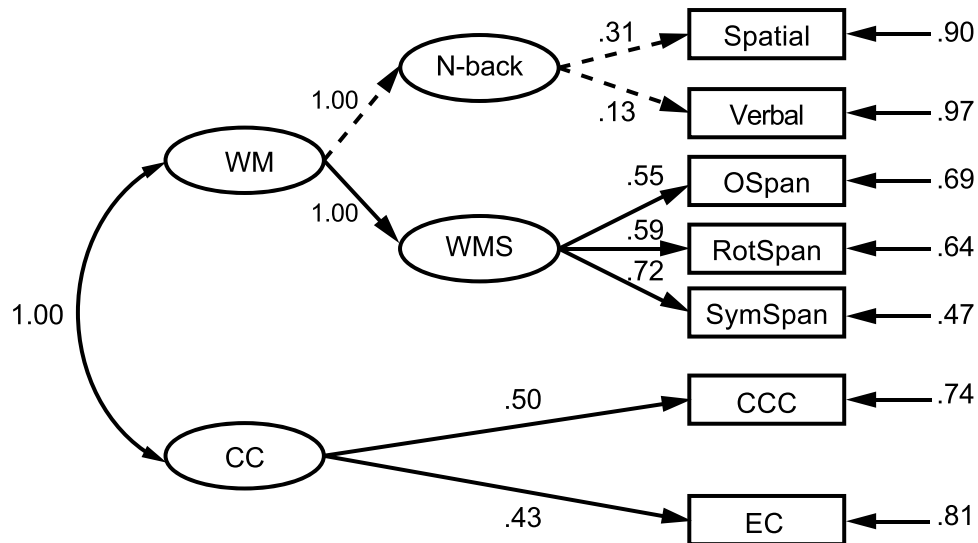 .31
Spatial
.90
N-back
1.00
.13
Verbal
.97
WM
.55
OSpan
.69
1.00
WMS
.59
RotSpan
.64
.72
SymSpan
.47
1.00
.50
CCC
.74
CC
.43
EC
.81